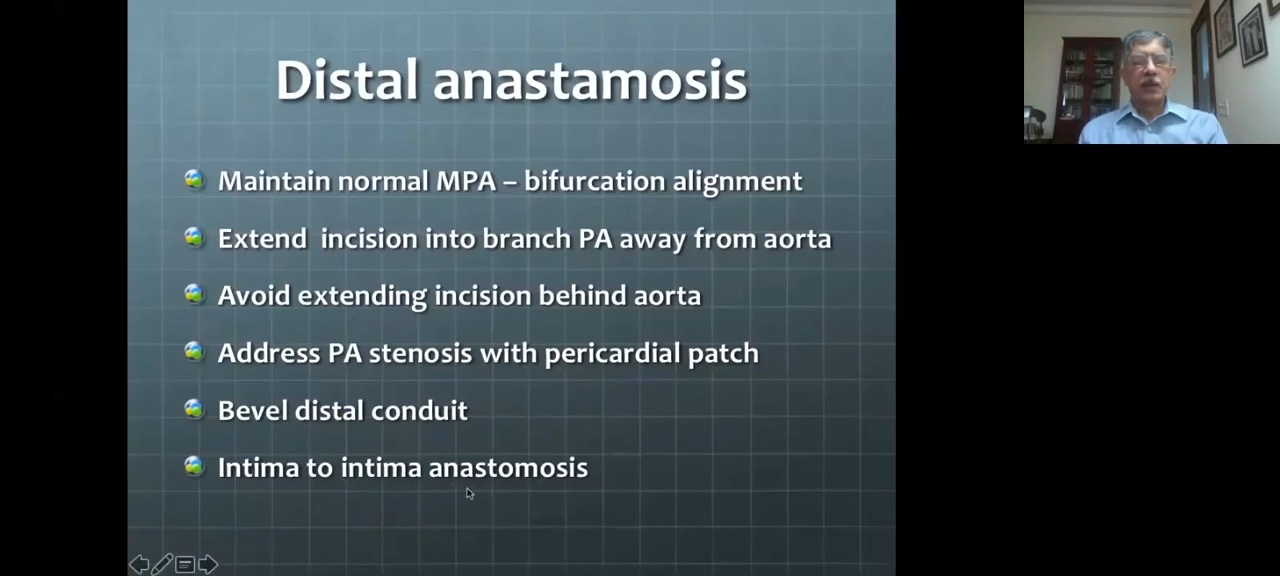 Distal anastamosis
Maintain normal MPA – bifurcation alignment
Extend incision into branch PA away from aorta
Avoid extending incision behind aorta
Address PA stenosis with pericardial patch
Bevel distal conduit
Intima to intima anastomosis